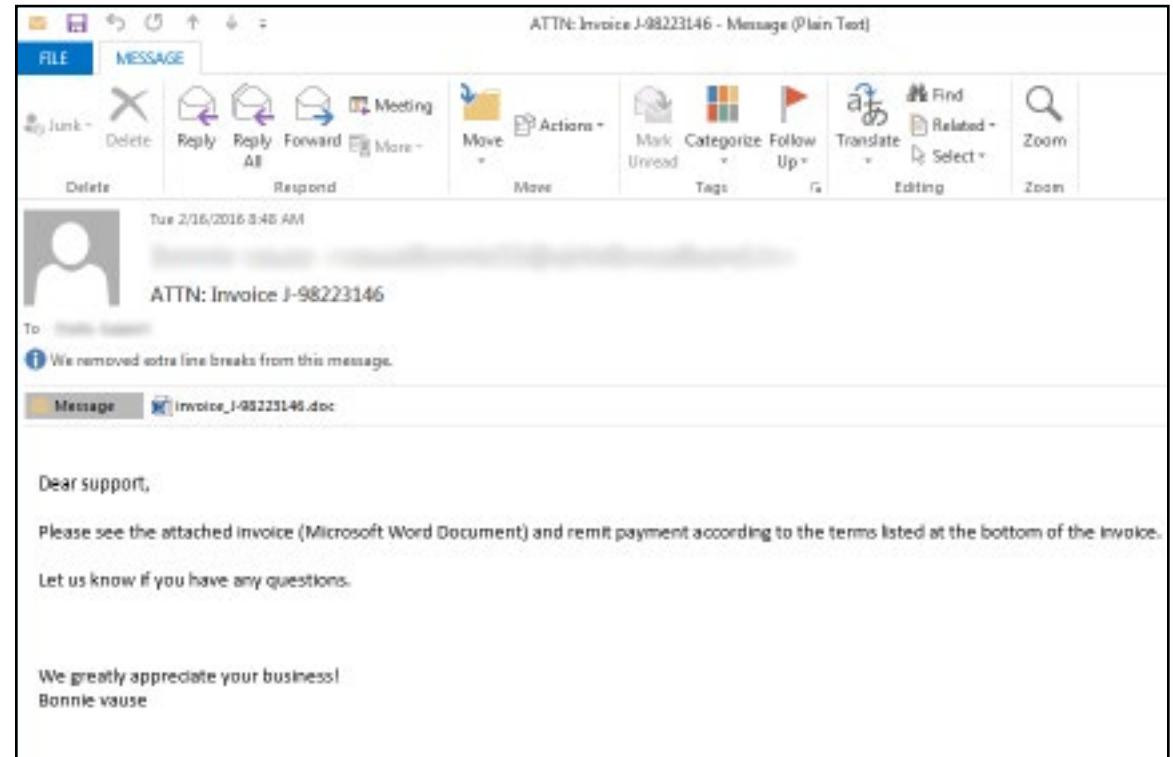 ATTN: Invoice J-98223146 - Message (Plain Text)
FILE MESSAGE
Junk Delete Reply Reply All Forward Meeting More Move Actions Mark Unread Categorize Follow Up Translate Find Related Select Zoom
Delete Respond Move Tags Editing Zoom
Tue 2/16/2016 8:48 AM
ATTN: Invoice J-98223146
To
We removed extra line breaks from this message.
Message invoice_J-98223146.doc
Dear support,
Please see the attached invoice (Microsoft Word Document) and remit payment according to the terms listed at the bottom of the invoice.
Let us know if you have any questions.
We greatly appreciate your business!
Bonnie vause